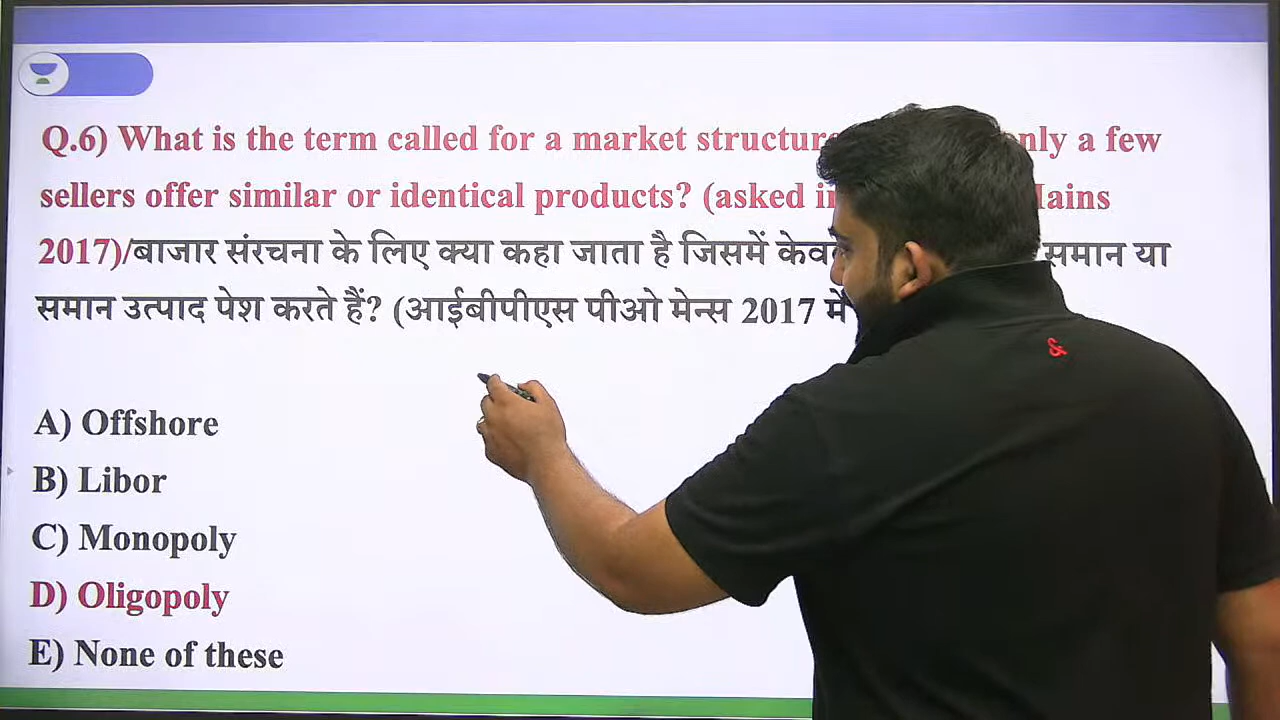 Q.6) What is the term called for a market structure only a few
sellers offer similar or identical products? (asked in Mains
2017)/बाजार संरचना के लिए क्या कहा जाता है जिसमें केवल समान या
समान उत्पाद पेश करते हैं? (आईबीपीएस पीओ मेन्स 2017 में
&
A) Offshore
B) Libor
C) Monopoly
D) Oligopoly
E) None of these